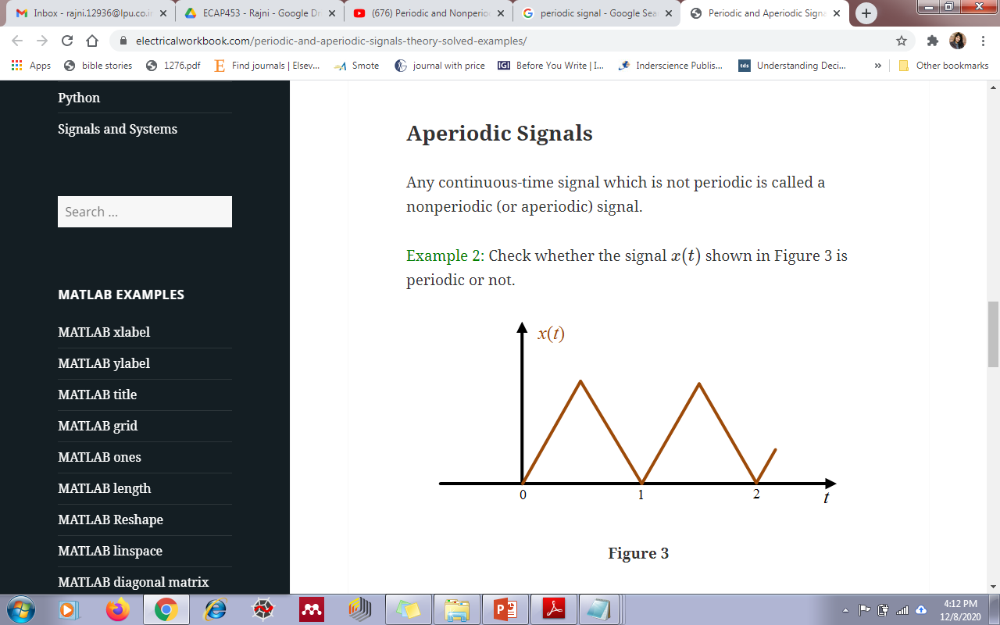 Inbox - rajni.12936@lpu.co.in
ECAP453 - Rajni - Google Dr
(676) Periodic and Nonperio
periodic signal - Google Sea
Periodic and Aperiodic Signa
electricalworkbook.com/periodic-and-aperiodic-signals-theory-solved-examples/
Apps
bible stories
1276.pdf
Find journals | Elsev...
Smote
journal with price
IGI
Before You Write | I...
Inderscience Publis...
tds
Understanding Deci...
»
Other bookmarks
Python
Signals and Systems
Search ...
MATLAB EXAMPLES
MATLAB xlabel
MATLAB ylabel
MATLAB title
MATLAB grid
MATLAB ones
MATLAB length
MATLAB Reshape
MATLAB linspace
MATLAB diagonal matrix
Aperiodic Signals
Any continuous-time signal which is not periodic is called a
nonperiodic (or aperiodic) signal.
Example 2: Check whether the signal x(t) shown in Figure 3 is
periodic or not.
x(t)
0 1 2
t
Figure 3
4:12 PM
12/8/2020